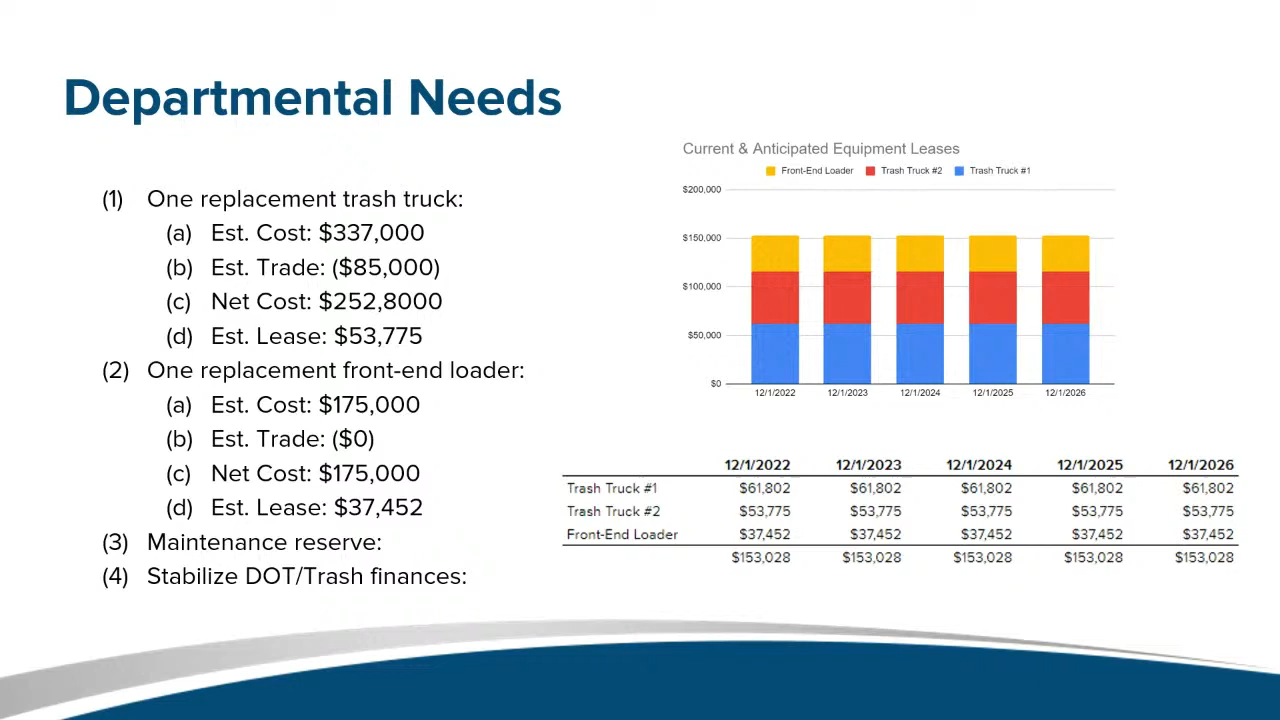 Departmental Needs
(1) One replacement trash truck:
(a) Est. Cost: $337,000
(b) Est. Trade: ($85,000)
(c) Net Cost: $252,8000
(d) Est. Lease: $53,775
(2) One replacement front-end loader:
(a) Est. Cost: $175,000
(b) Est. Trade: ($0)
(c) Net Cost: $175,000
(d) Est. Lease: $37,452
(3) Maintenance reserve:
(4) Stabilize DOT/Trash finances:
Current & Anticipated Equipment Leases
Front-End Loader Trash Truck #2 Trash Truck #1
$200,000
$150,000
$100,000
$50,000
$0
12/1/2022 12/1/2023 12/1/2024 12/1/2025 12/1/2026
12/1/2022 12/1/2023 12/1/2024 12/1/2025 12/1/2026
Trash Truck #1 $61,802 $61,802 $61,802 $61,802 $61,802
Trash Truck #2 $53,775 $53,775 $53,775 $53,775 $53,775
Front-End Loader $37,452 $37,452 $37,452 $37,452 $37,452
$153,028 $153,028 $153,028 $153,028 $153,028